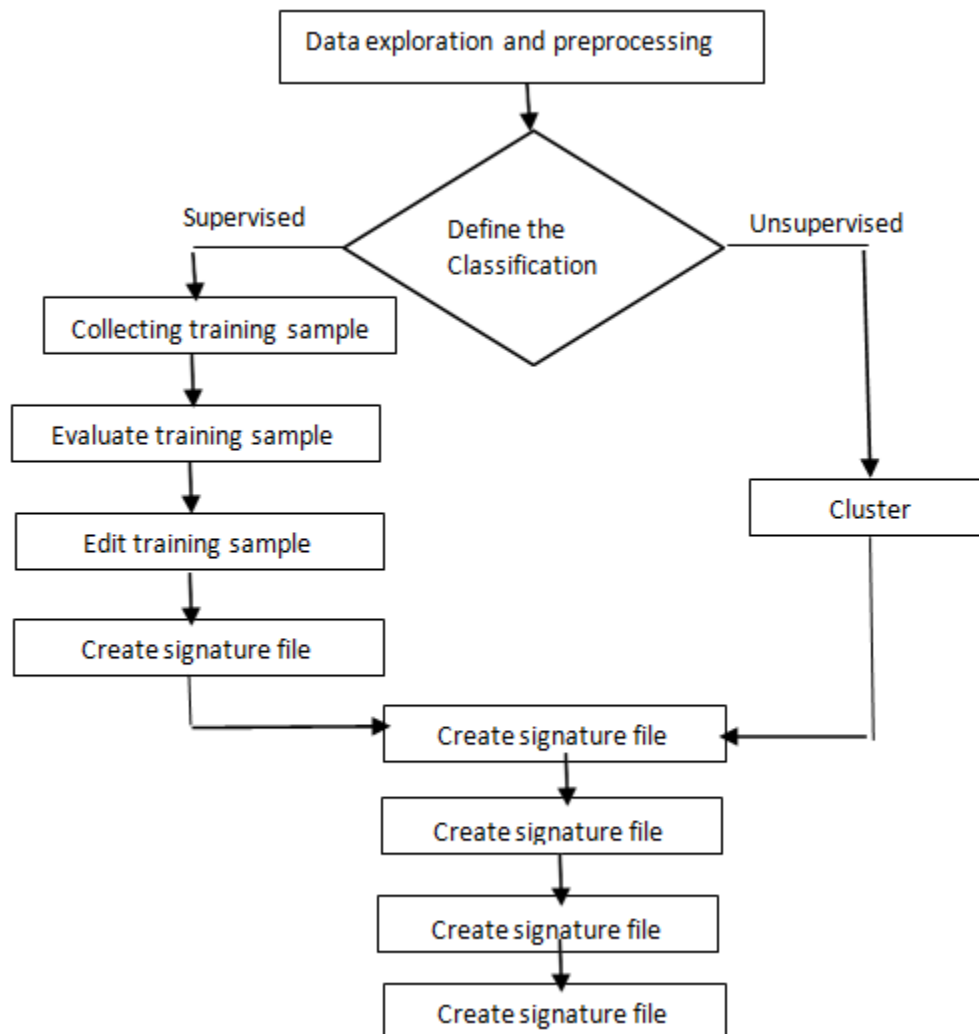 Data exploration and preprocessing
Supervised
Unsupervised
Define the
Classification
Collecting training sample
Evaluate training sample
Cluster
Edit training sample
Create signature file
Create signature file
Create signature file
Create signature file
Create signature file